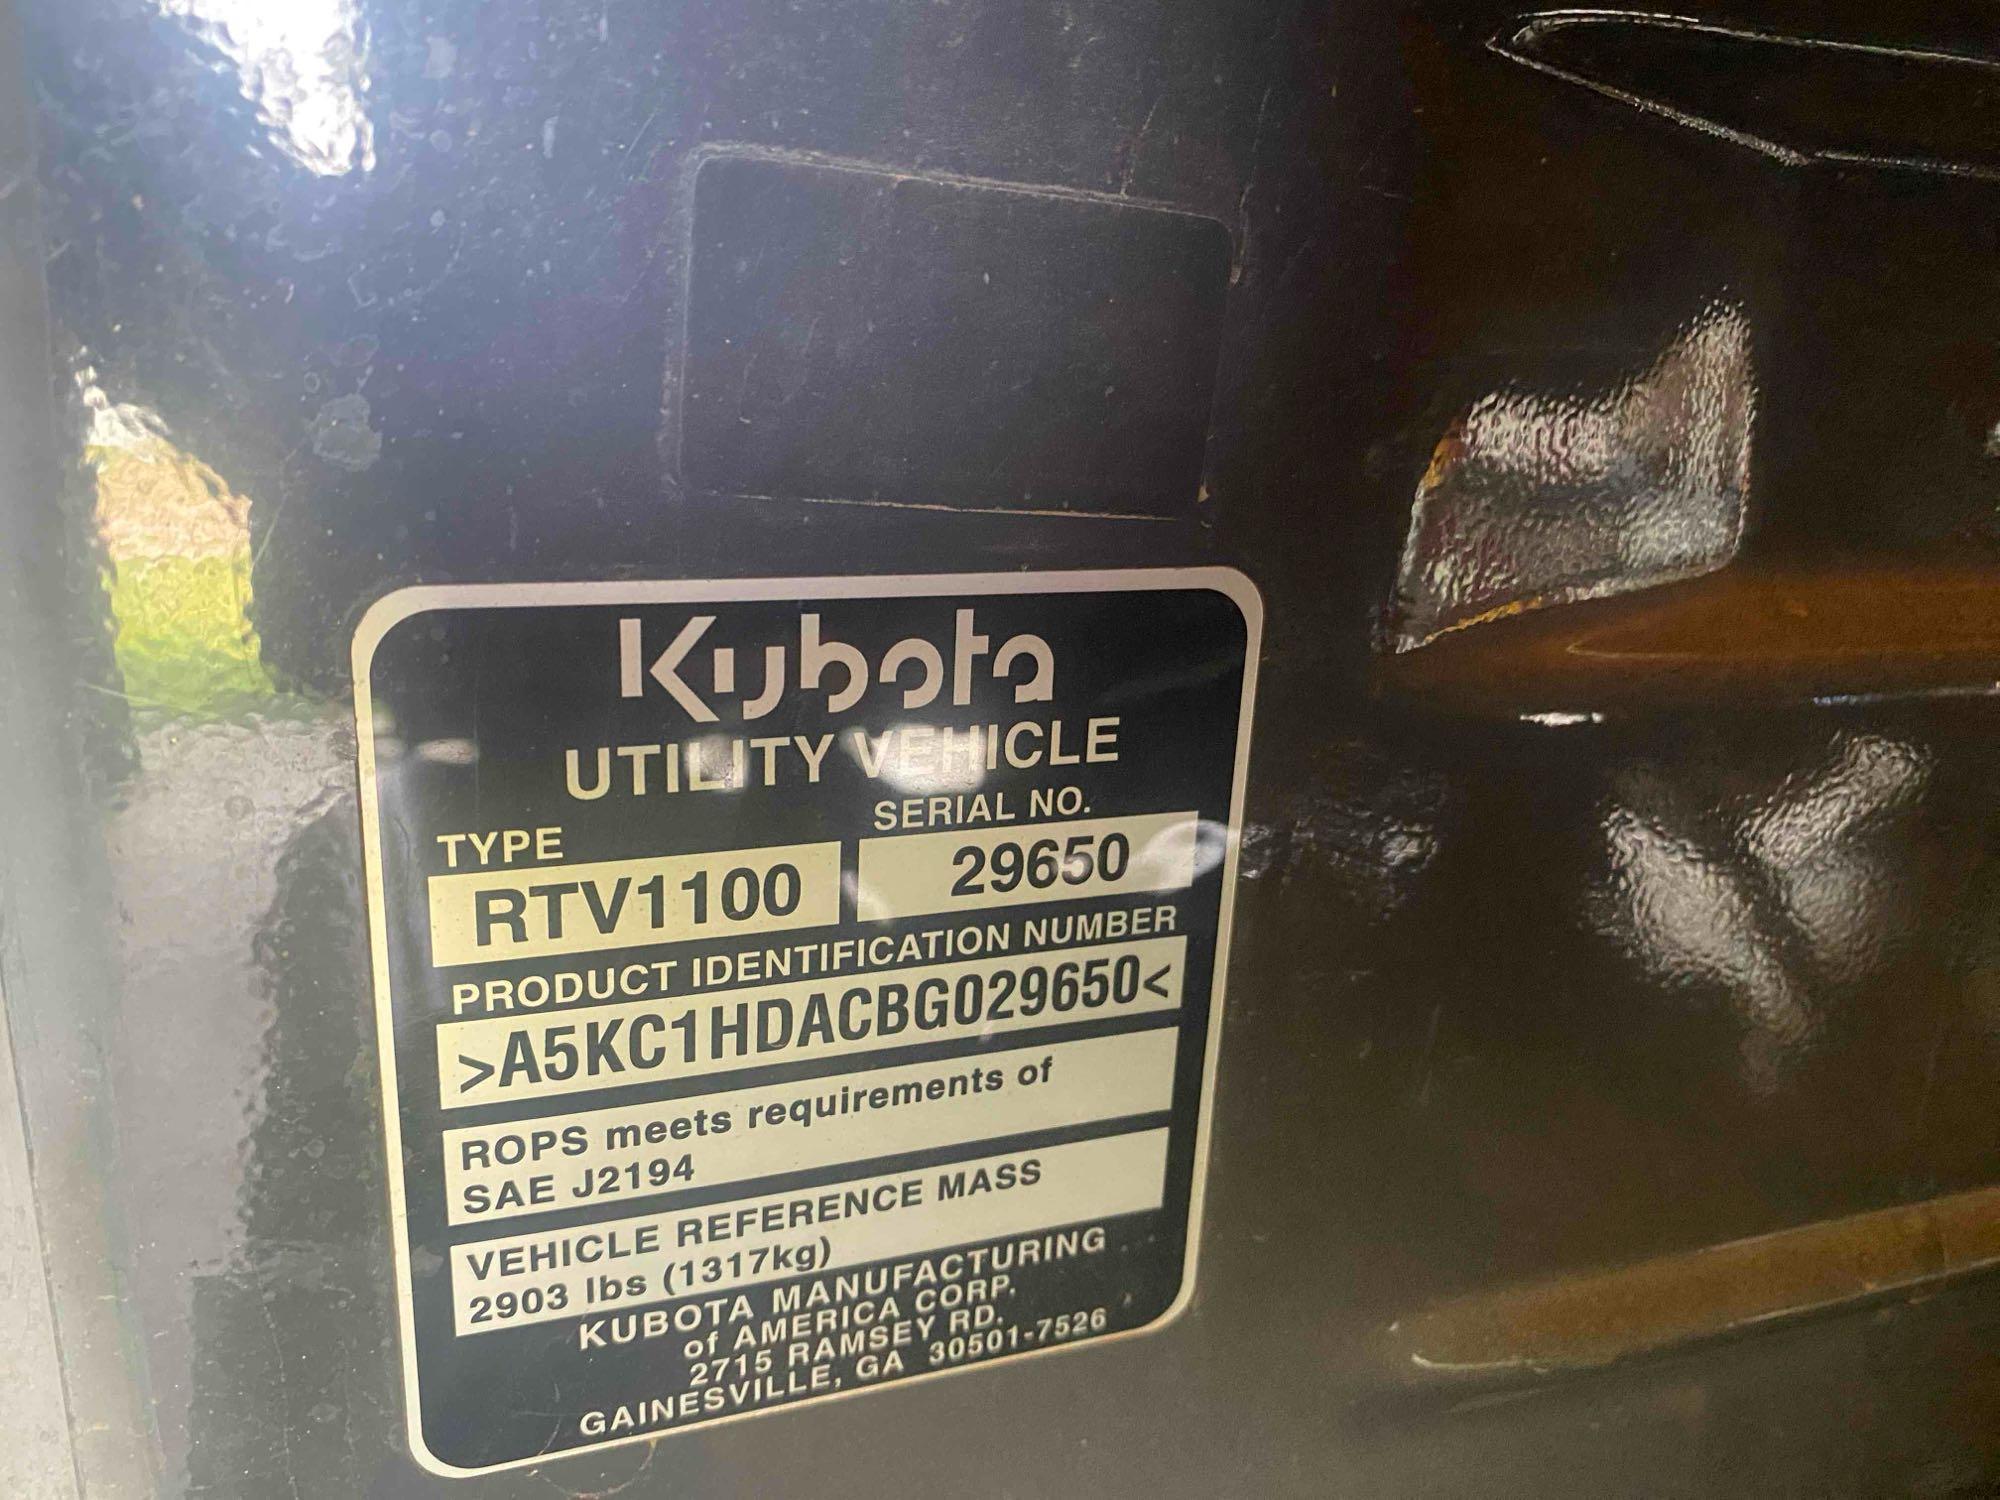 Kubota
UTILITY VEHICLE
TYPE
SERIAL NO.
RTV1100
29650
PRODUCT IDENTIFICATION NUMBER
>A5KC1HDACBG029650<
ROPS meets requirements of
SAE J2194
VEHICLE REFERENCE MASS
2903 lbs (1317kg)
KUBOTA MANUFACTURING
of AMERICA CORP.
2715 RAMSEY RD.
GAINESVILLE, GA 30501-7526